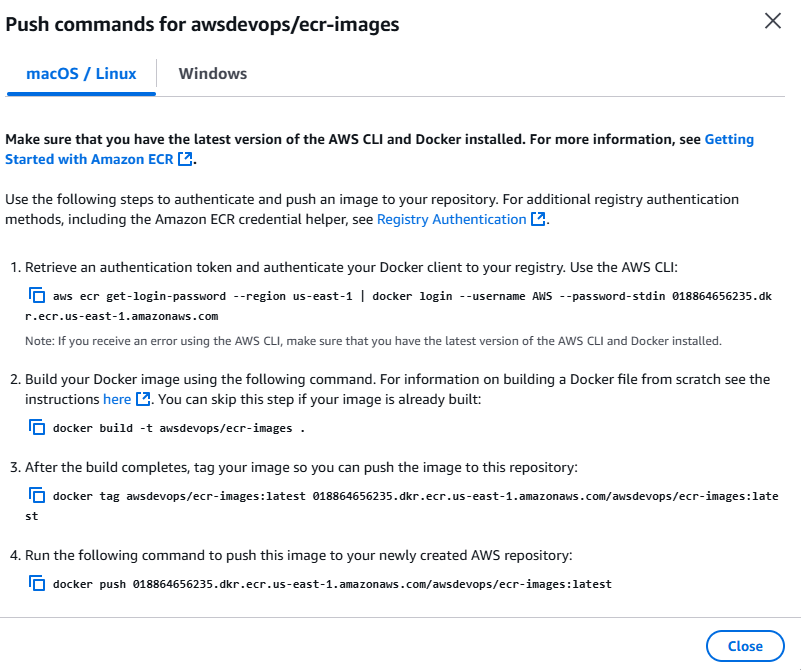 Push commands for awsdevops/ecr-images
macOS / Linux
Windows
Make sure that you have the latest version of the AWS CLI and Docker installed. For more information, see Getting
Started with Amazon ECR.
Use the following steps to authenticate and push an image to your repository. For additional registry authentication
methods, including the Amazon ECR credential helper, see Registry Authentication.
1. Retrieve an authentication token and authenticate your Docker client to your registry. Use the AWS CLI:
aws ecr get-login-password --region us-east-1 | docker login --username AWS --password-stdin 018864656235.dk
r.ecr.us-east-1.amazonaws.com
Note: If you receive an error using the AWS CLI, make sure that you have the latest version of the AWS CLI and Docker installed.
2. Build your Docker image using the following command. For information on building a Docker file from scratch see the
instructions here. You can skip this step if your image is already built:
docker build -t awsdevops/ecr-images .
3. After the build completes, tag your image so you can push the image to this repository:
docker tag awsdevops/ecr-images:latest 018864656235.dkr.ecr.us-east-1.amazonaws.com/awsdevops/ecr-images:late
st
4. Run the following command to push this image to your newly created AWS repository:
docker push 018864656235.dkr.ecr.us-east-1.amazonaws.com/awsdevops/ecr-images:latest
Close